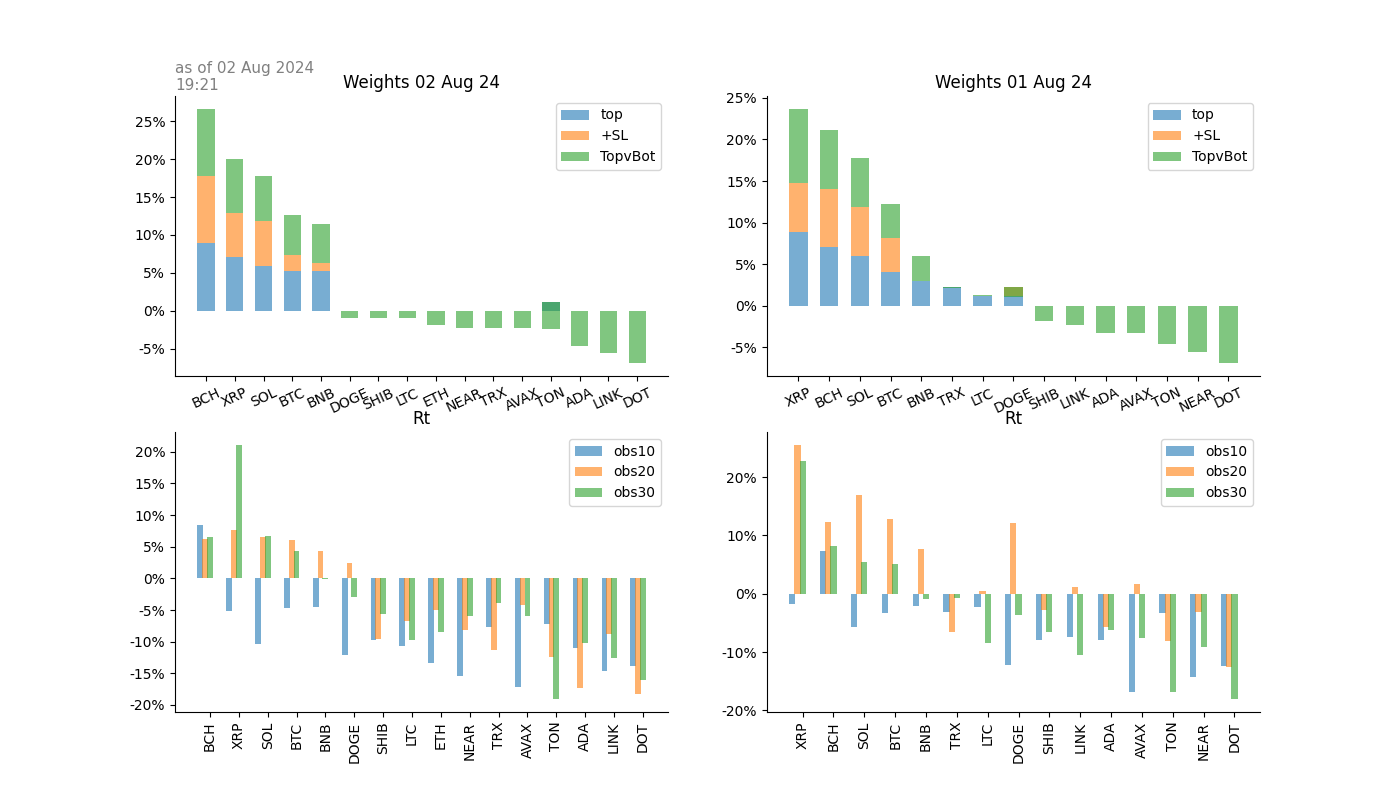 as of 02 Aug 2024
19:21
Weights 02 Aug 24
25%
20%
15%
10%
5%
0%
-5%
top
+SL
TopvBot
BCH XRP SOL BTC BNB DOGE SHIB LTC ETH NEAR TRX AVAX TON ADA LINK DOT
Weights 01 Aug 24
25%
20%
15%
10%
5%
0%
-5%
top
+SL
TopvBot
XRP BCH SOL BTC BNB TRX LTC DOGE SHIB LINK ADA AVAX TON NEAR DOT
Rt
20%
15%
10%
5%
0%
-5%
-10%
-15%
-20%
obs10
obs20
obs30
BCH XRP SOL BTC BNB DOGE SHIB LTC ETH NEAR TRX AVAX TON ADA LINK DOT
Rt
20%
10%
0%
-10%
-20%
obs10
obs20
obs30
XRP BCH SOL BTC BNB TRX LTC DOGE SHIB LINK ADA AVAX TON NEAR DOT